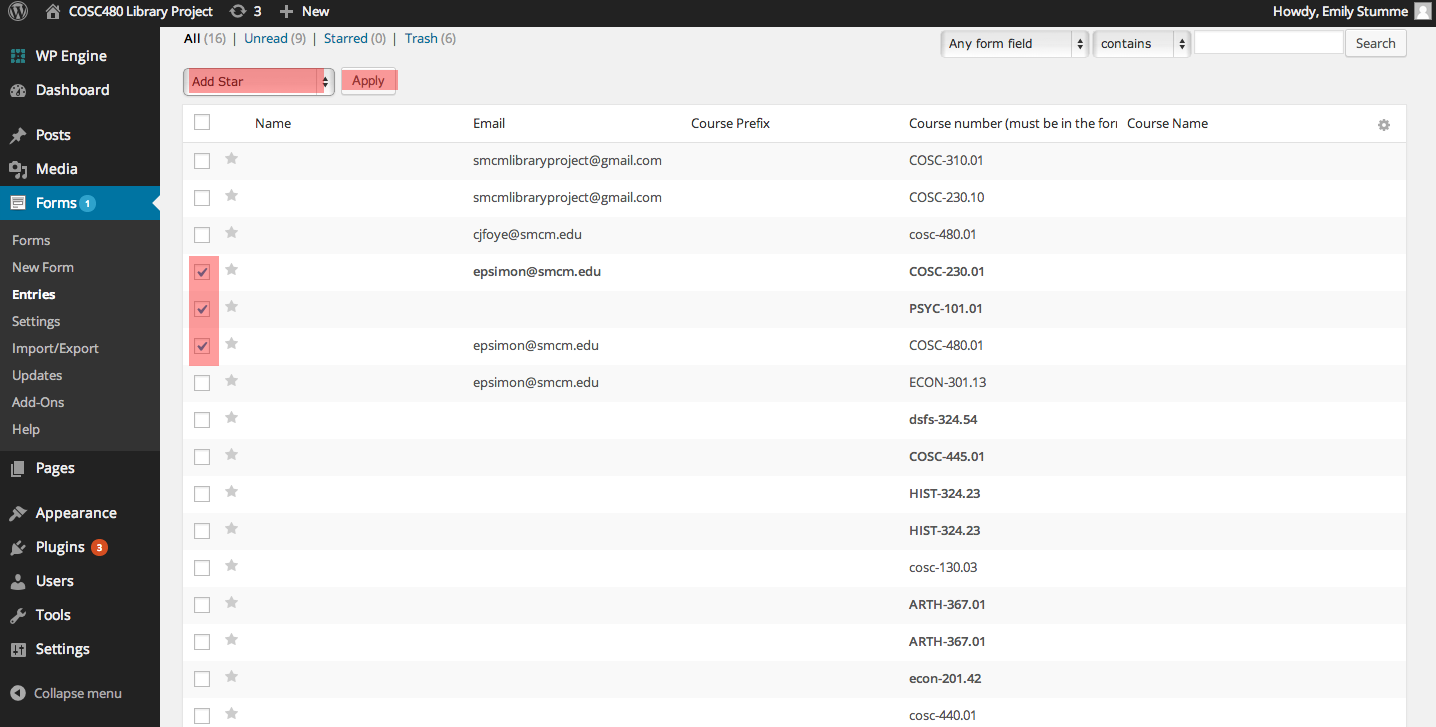 COSC480 Library Project 3 + New Howdy, Emily Stumme
WP Engine
Dashboard
Posts
Media
Forms 1
Forms
New Form
Entries
Settings
Import/Export
Updates
Add-Ons
Help
Pages
Appearance
Plugins 3
Users
Tools
Settings
Collapse menu
All (16) | Unread (9) | Starred (0) | Trash (6)
Any form field contains Search
Add Star Apply
Name Email Course Prefix Course number (must be in the for Course Name
smcmlibraryproject@gmail.com COSC-310.01
smcmlibraryproject@gmail.com COSC-230.10
cjfoye@smcm.edu cosc-480.01
epsimon@smcm.edu COSC-230.01
PSYC-101.01
epsimon@smcm.edu COSC-480.01
epsimon@smcm.edu ECON-301.13
dsfs-324.54
COSC-445.01
HIST-324.23
HIST-324.23
cosc-130.03
ARTH-367.01
ARTH-367.01
econ-201.42
cosc-440.01